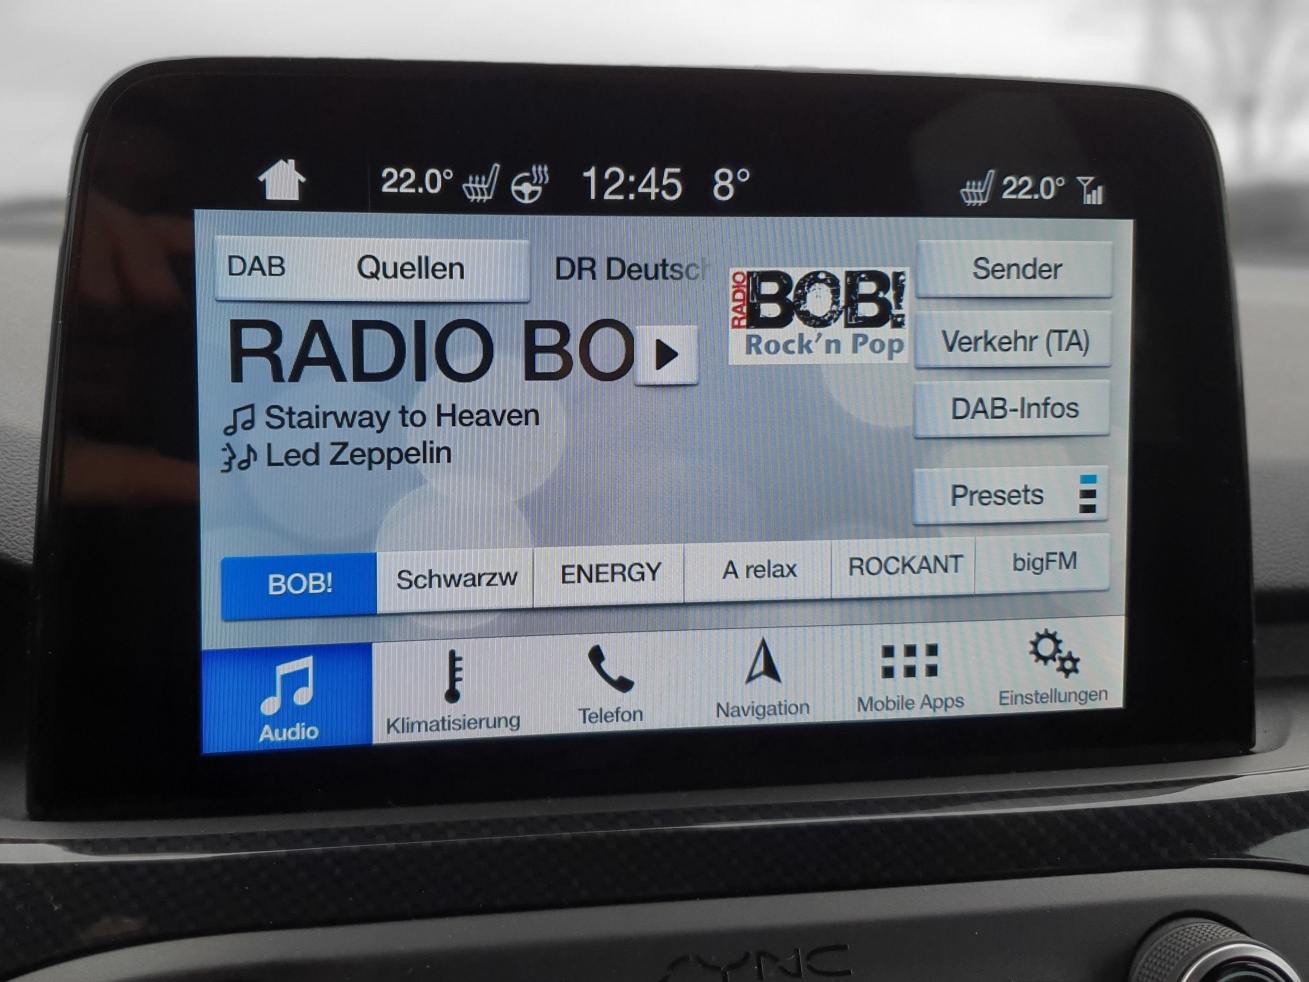 22.0° 12:45 8° 22.0°
DAB Quellen DR Deutsc
RADIO BOB!
Rock'n Pop
Sender
RADIO BO
Verkehr (TA)
Stairway to Heaven
DAB-Infos
Led Zeppelin
Presets
BOB! Schwarzw ENERGY A relax ROCKANT bigFM
Audio Klimatisierung Telefon Navigation Mobile Apps Einstellungen
SYNC